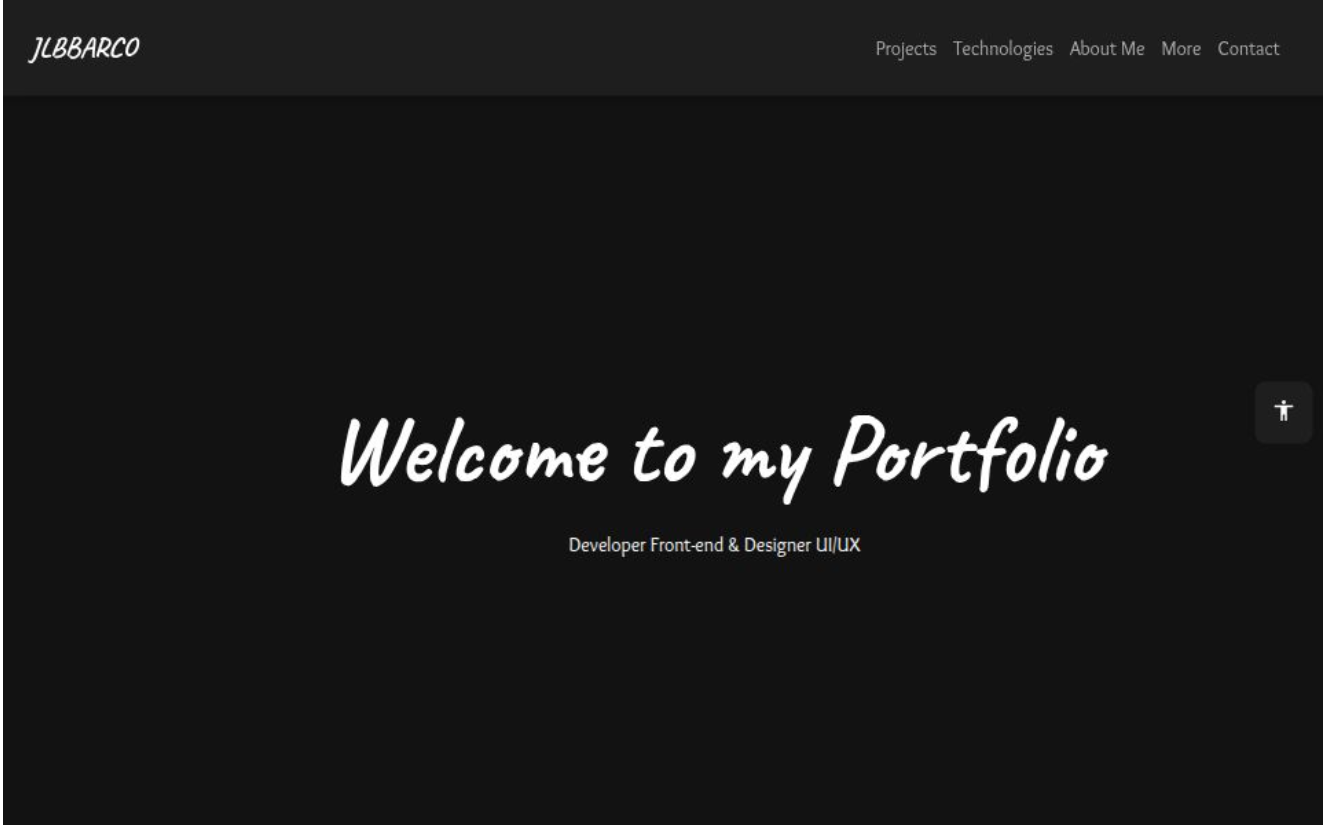 JLBBARCO
Projects Technologies About Me More Contact
Welcome to my Portfolio
Developer Front-end & Designer UI/UX